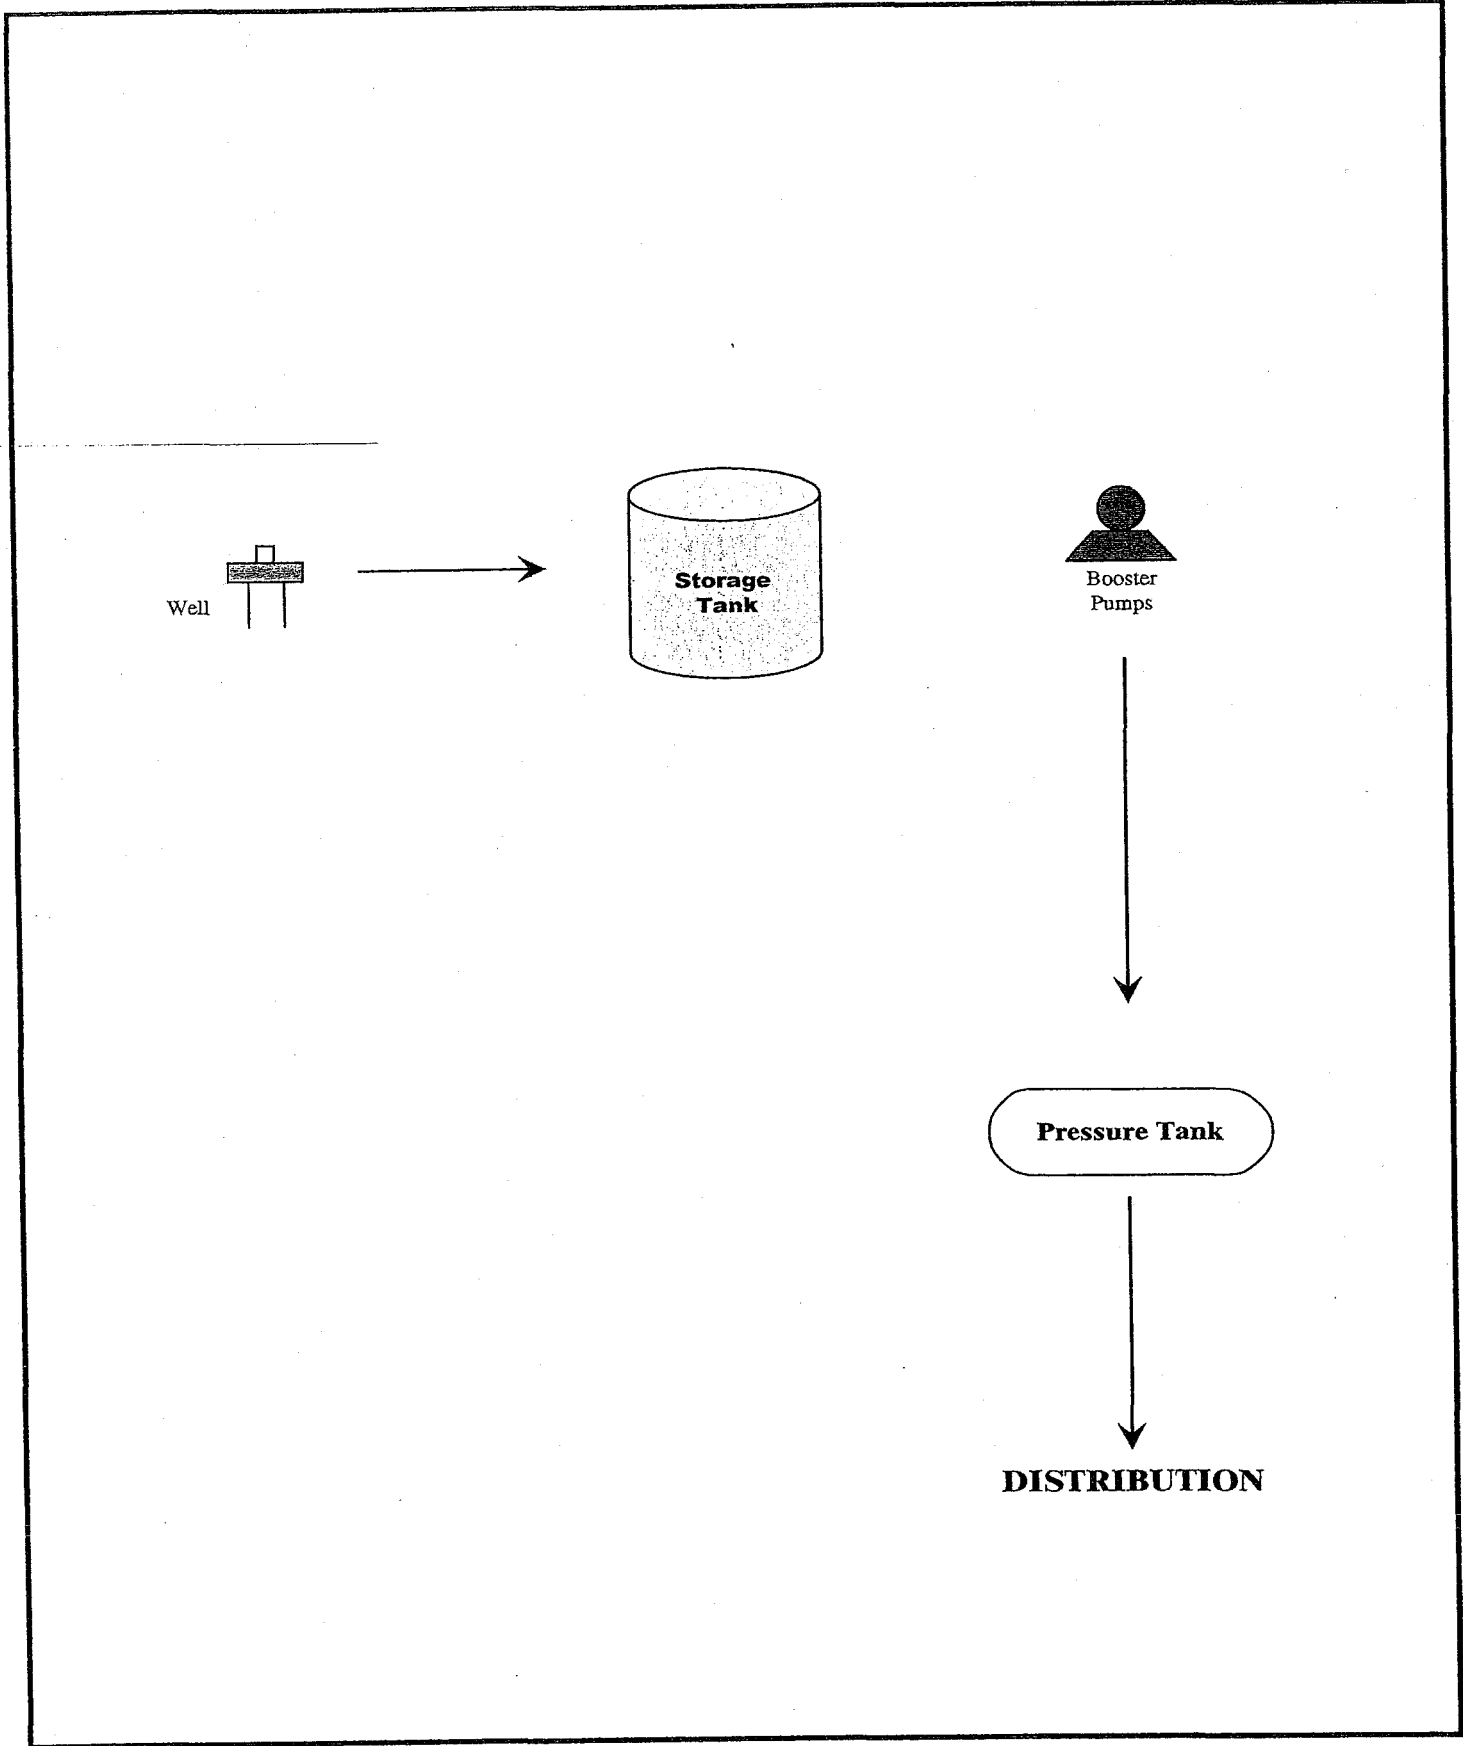 Well
Storage
Tank
Booster
Pumps
Pressure Tank
DISTRIBUTION